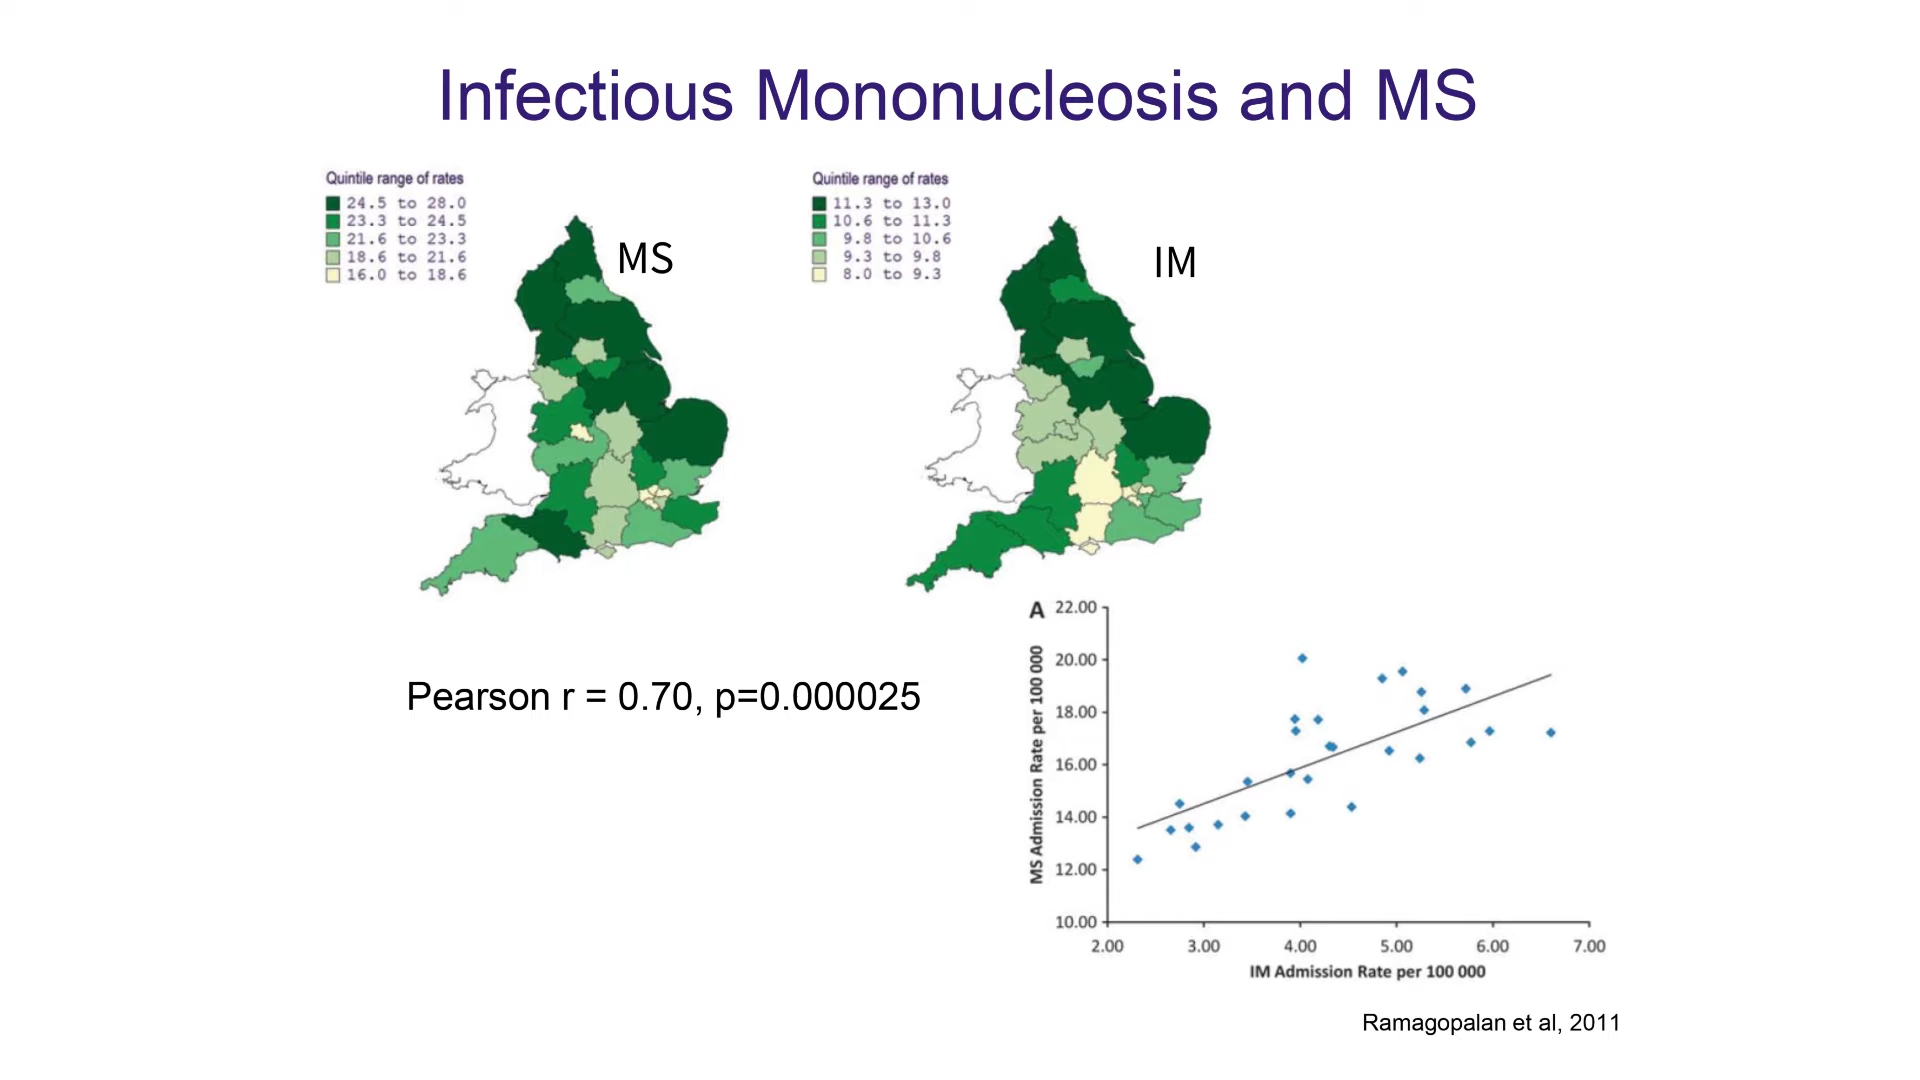 Infectious Mononucleosis and MS
Quintile range of rates
24.5 to 28.0
23.3 to 24.5
21.6 to 23.3
18.6 to 21.6
16.0 to 18.6
MS
Quintile range of rates
11.3 to 13.0
10.6 to 11.3
9.8 to 10.6
9.3 to 9.8
8.0 to 9.3
IM
Pearson r = 0.70, p=0.000025
A
MS Admission Rate per 100 000
22.00
20.00
18.00
16.00
14.00
12.00
10.00
2.00 3.00 4.00 5.00 6.00 7.00
IM Admission Rate per 100 000
Ramagopalan et al, 2011